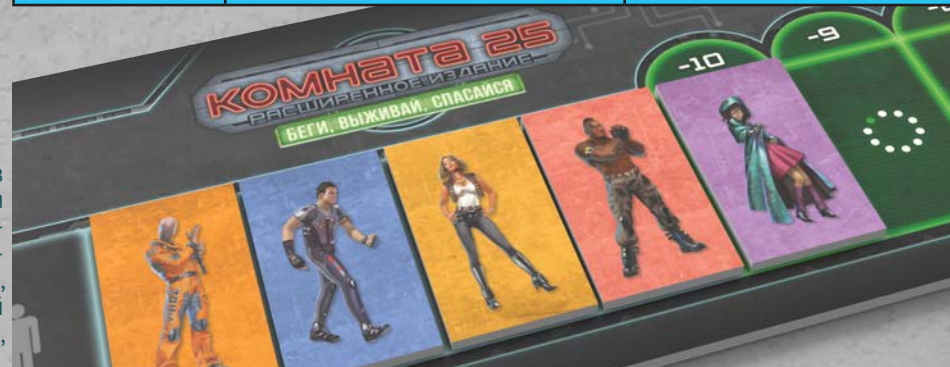 КОМНАТА 25
РАСШИРЕННОЕ ИЗДАНИЕ
БЕГИ, ВЫЖИВАЙ, СПАСАЙСЯ
-10
-9